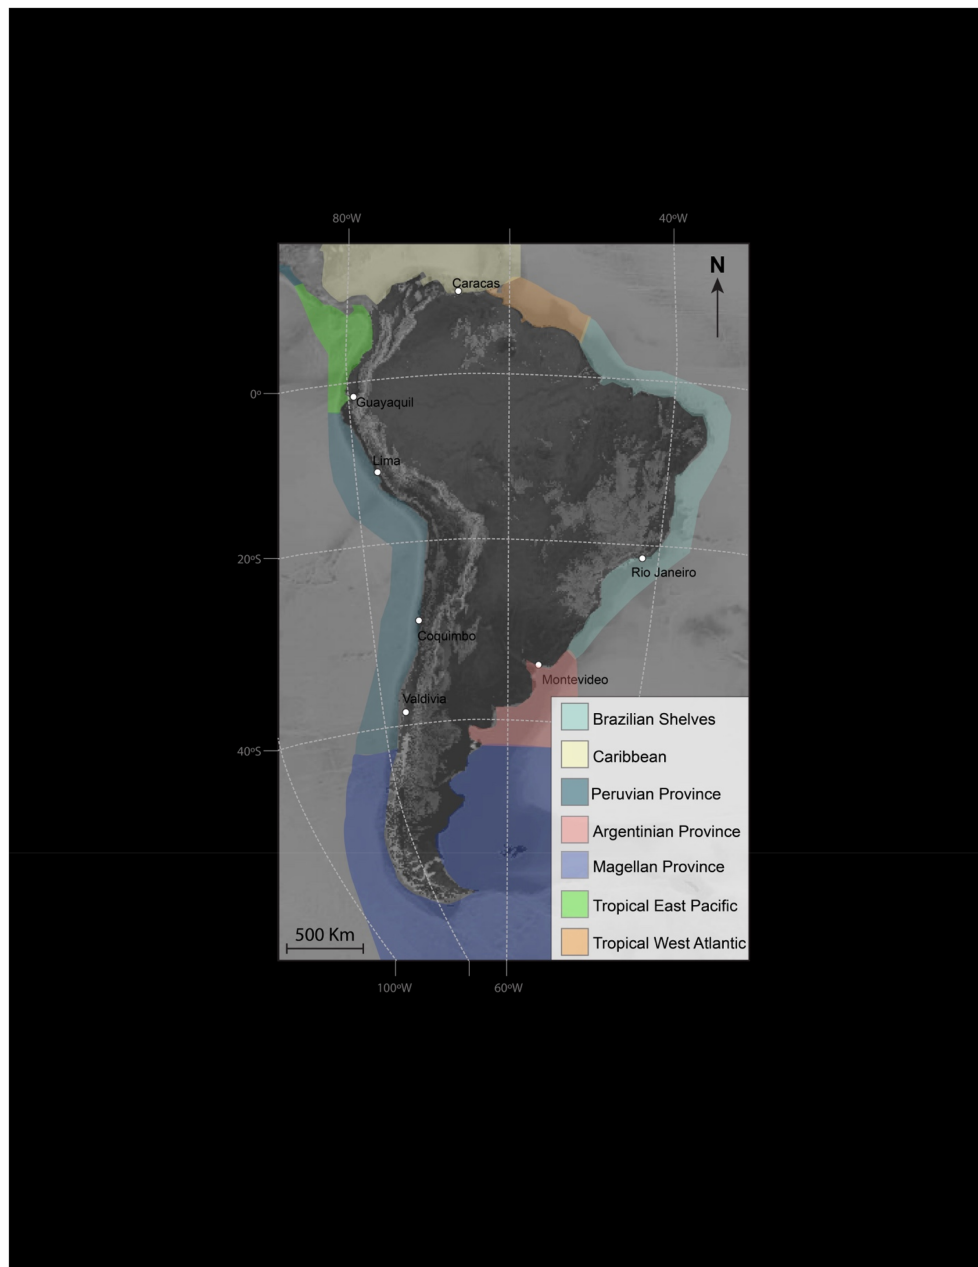 80ºW
40ºW
N
Caracas
0º
Guayaquil
Lima
20ºS
Rio Janeiro
Coquimbo
Montevideo
Valdivia
40ºS
Brazilian Shelves
Caribbean
Peruvian Province
Argentinian Province
Magellan Province
Tropical East Pacific
Tropical West Atlantic
500 Km
100ºW
60ºW